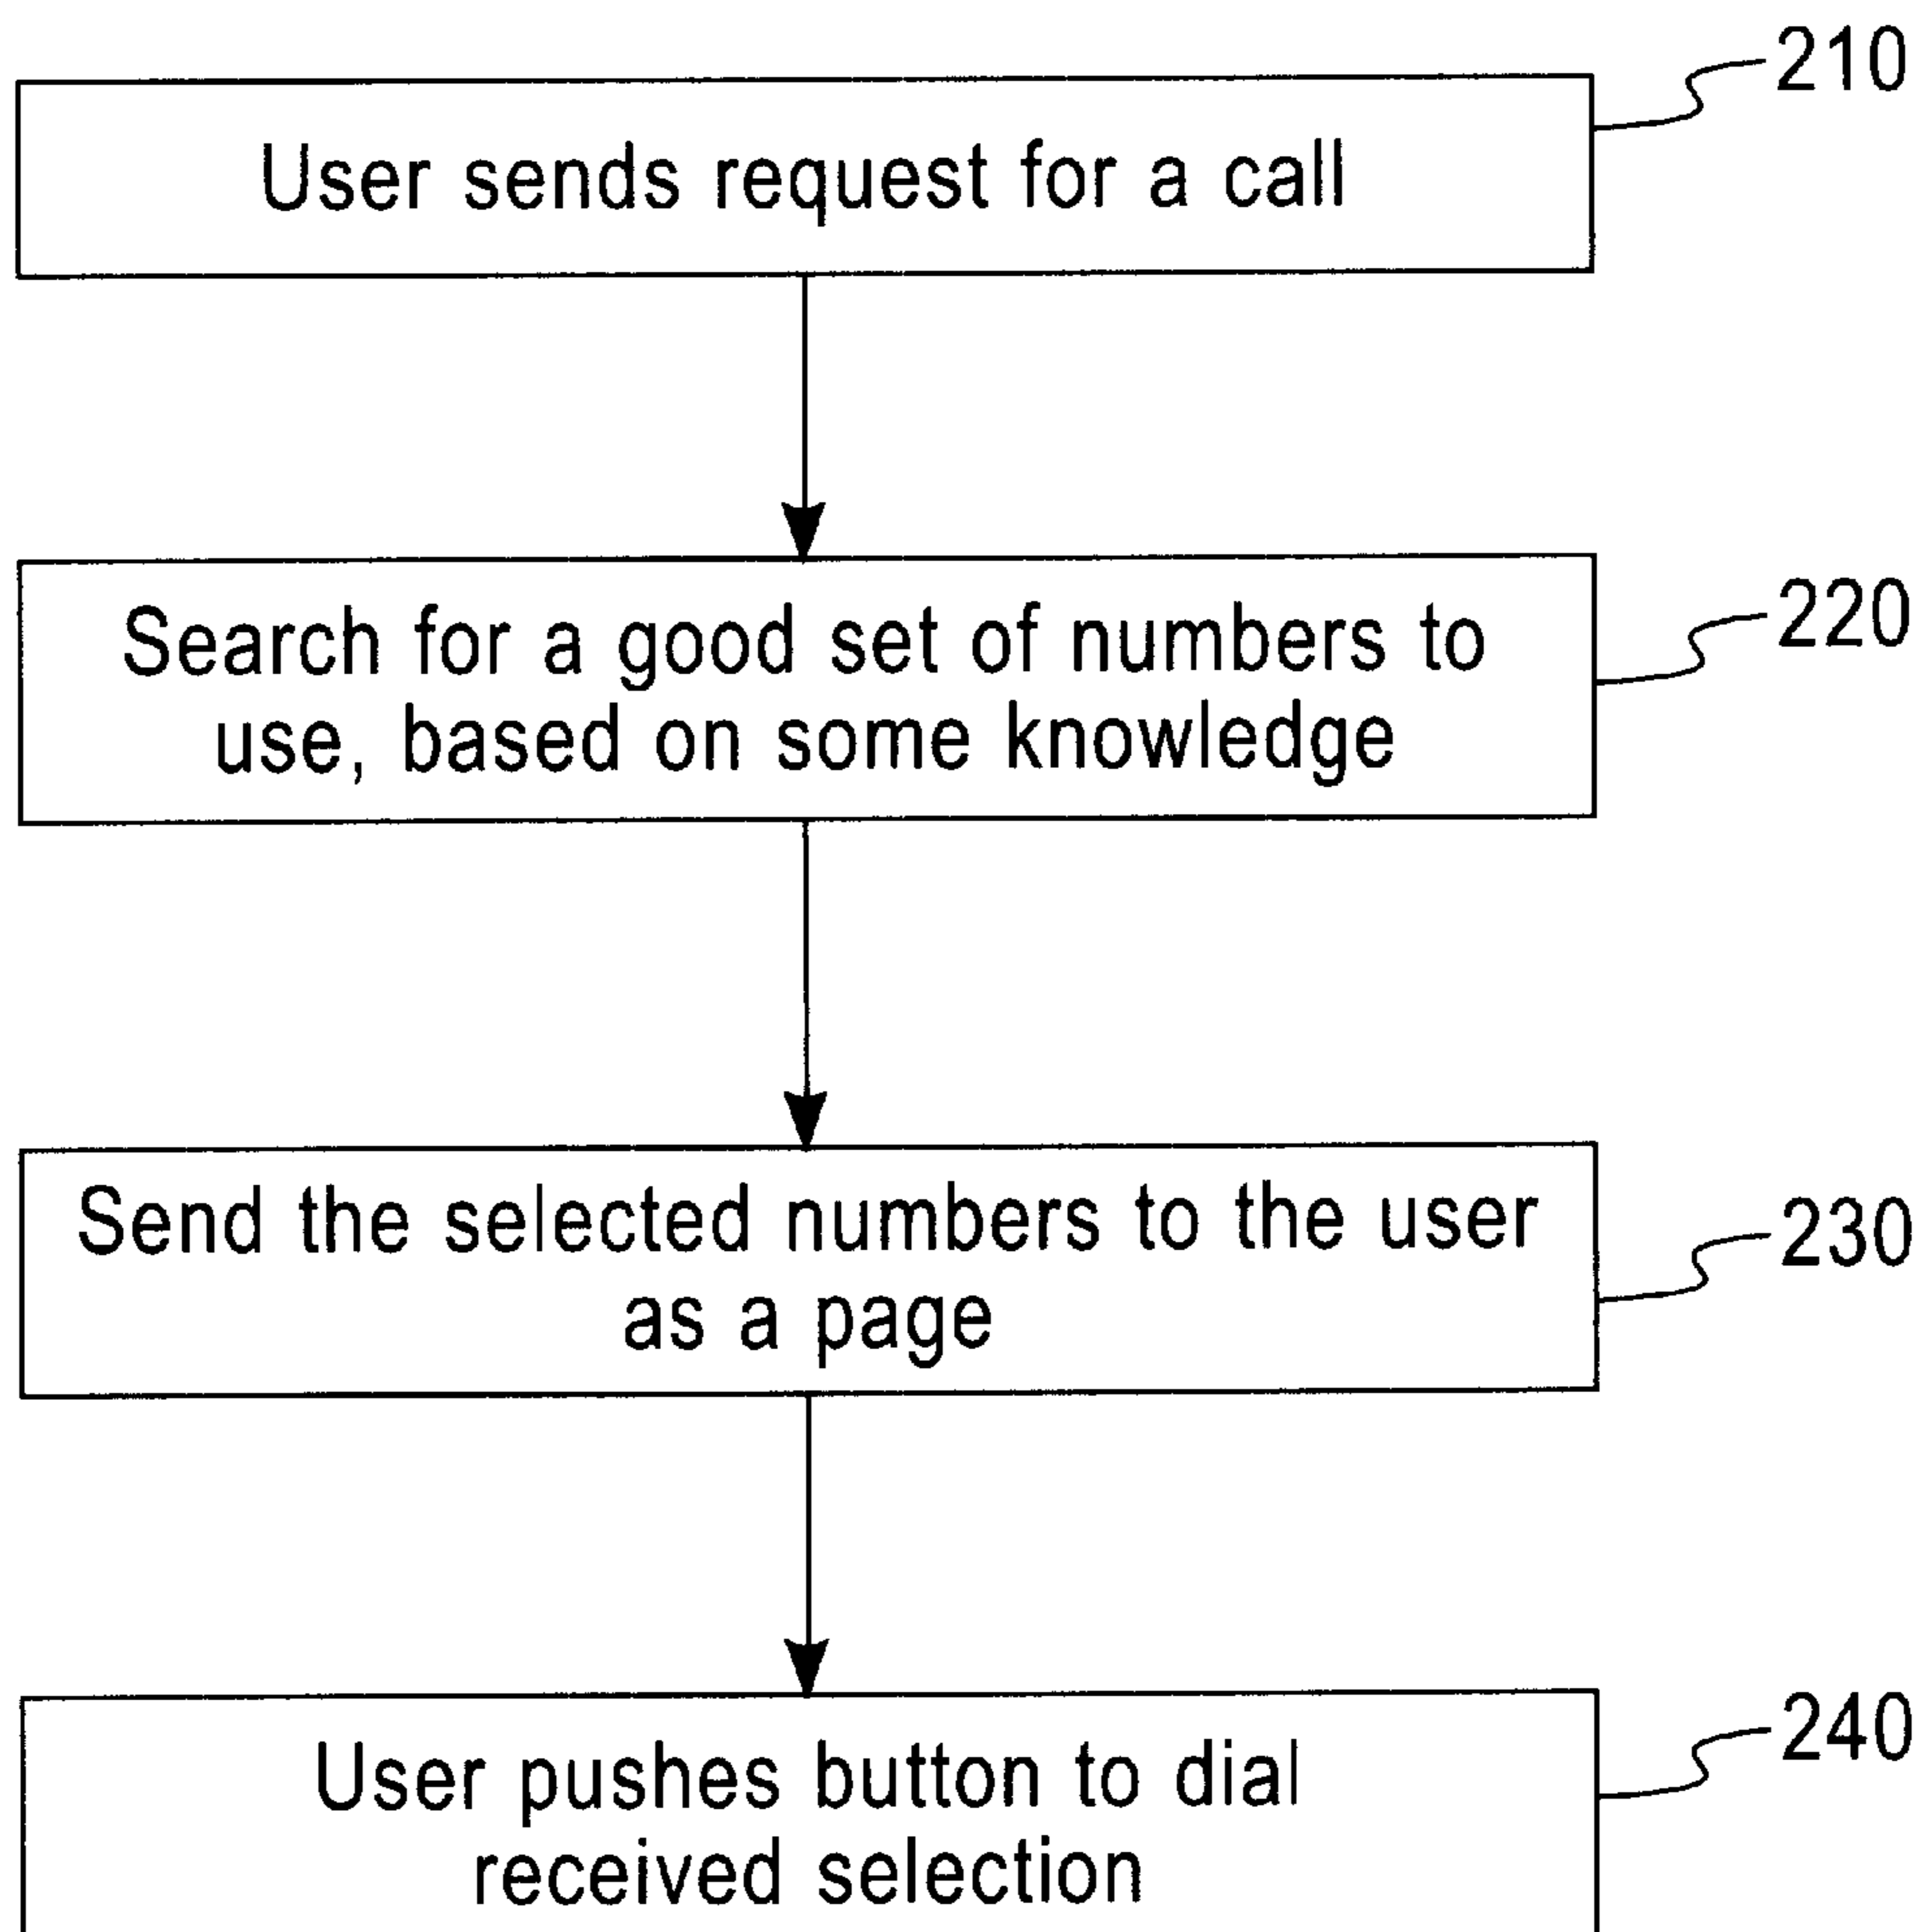 210
User sends request for a call
220
Search for a good set of numbers to
use, based on some knowledge
230
Send the selected numbers to the user
as a page
240
User pushes button to dial
received selection